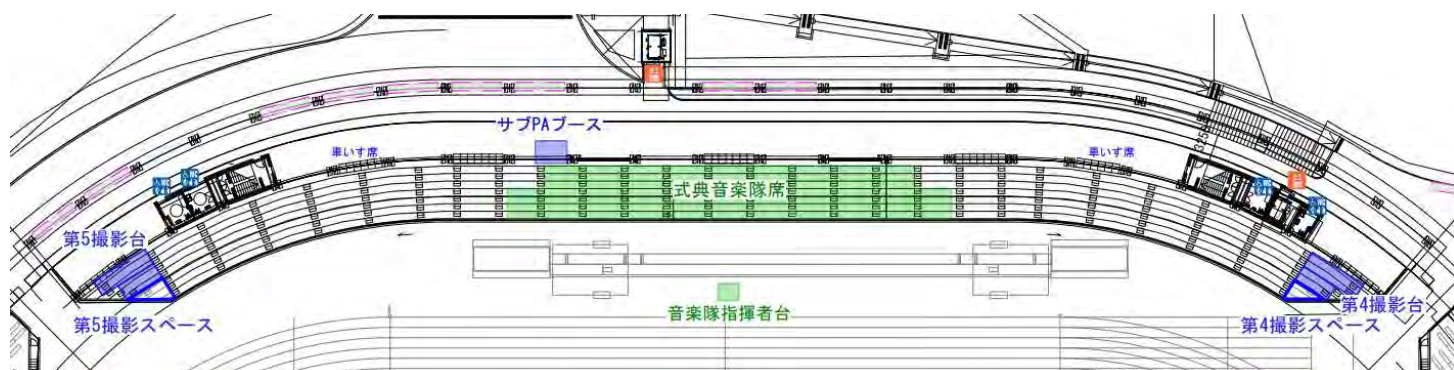 サブPAブース
車いす席
車いす席
式典音楽隊席
第5撮影台
第4撮影台
第5撮影スペース
音楽隊指揮者台
第4撮影スペース